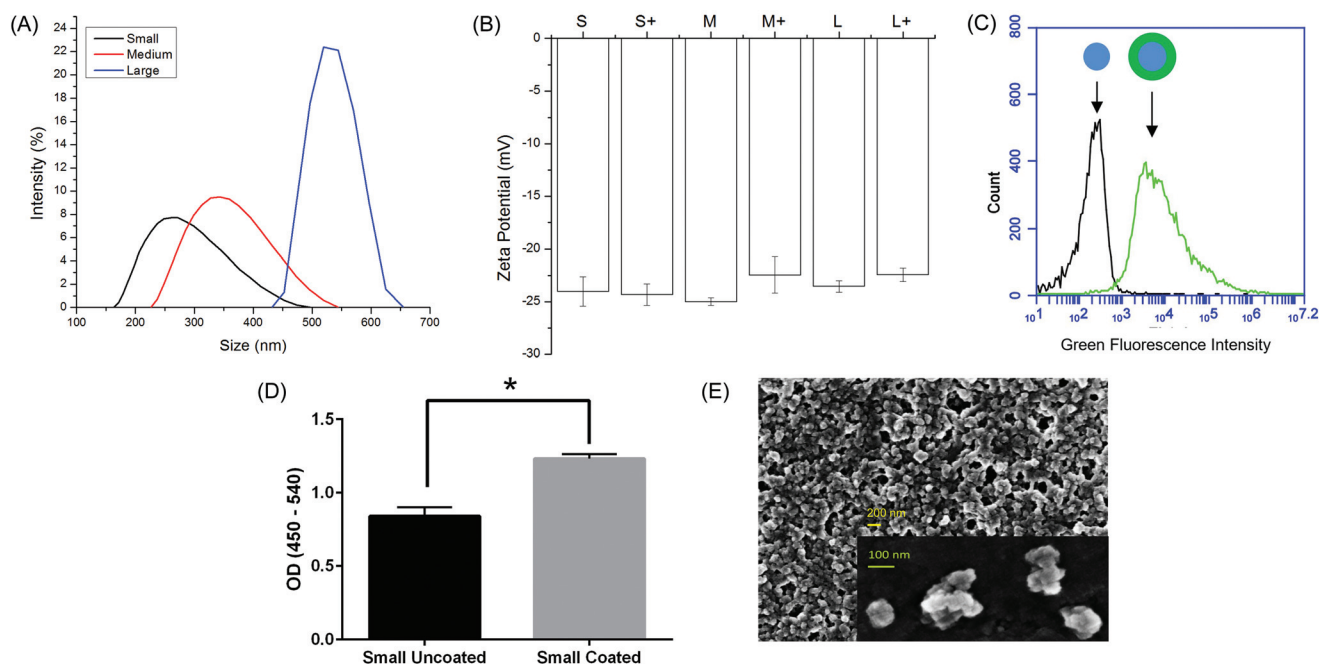 (A)
Small
Medium
Large
Intensity (%)
24
22
20
18
16
14
12
10
8
6
4
2
0
100 200 300 400 500 600 700
Size (nm)
(B)
S S+ M M+ L L+
Zeta Potential (mV)
0
-5
-10
-15
-20
-25
-30
(C)
Count
800
600
400
200
0
10 1 10 2 10 3 10 4 10 5 10 6 10 7.2
Green Fluorescence Intensity
(D)
*
OD (450 - 540)
1.5
1.0
0.5
0.0
Small Uncoated Small Coated
(E)
200 nm
100 nm